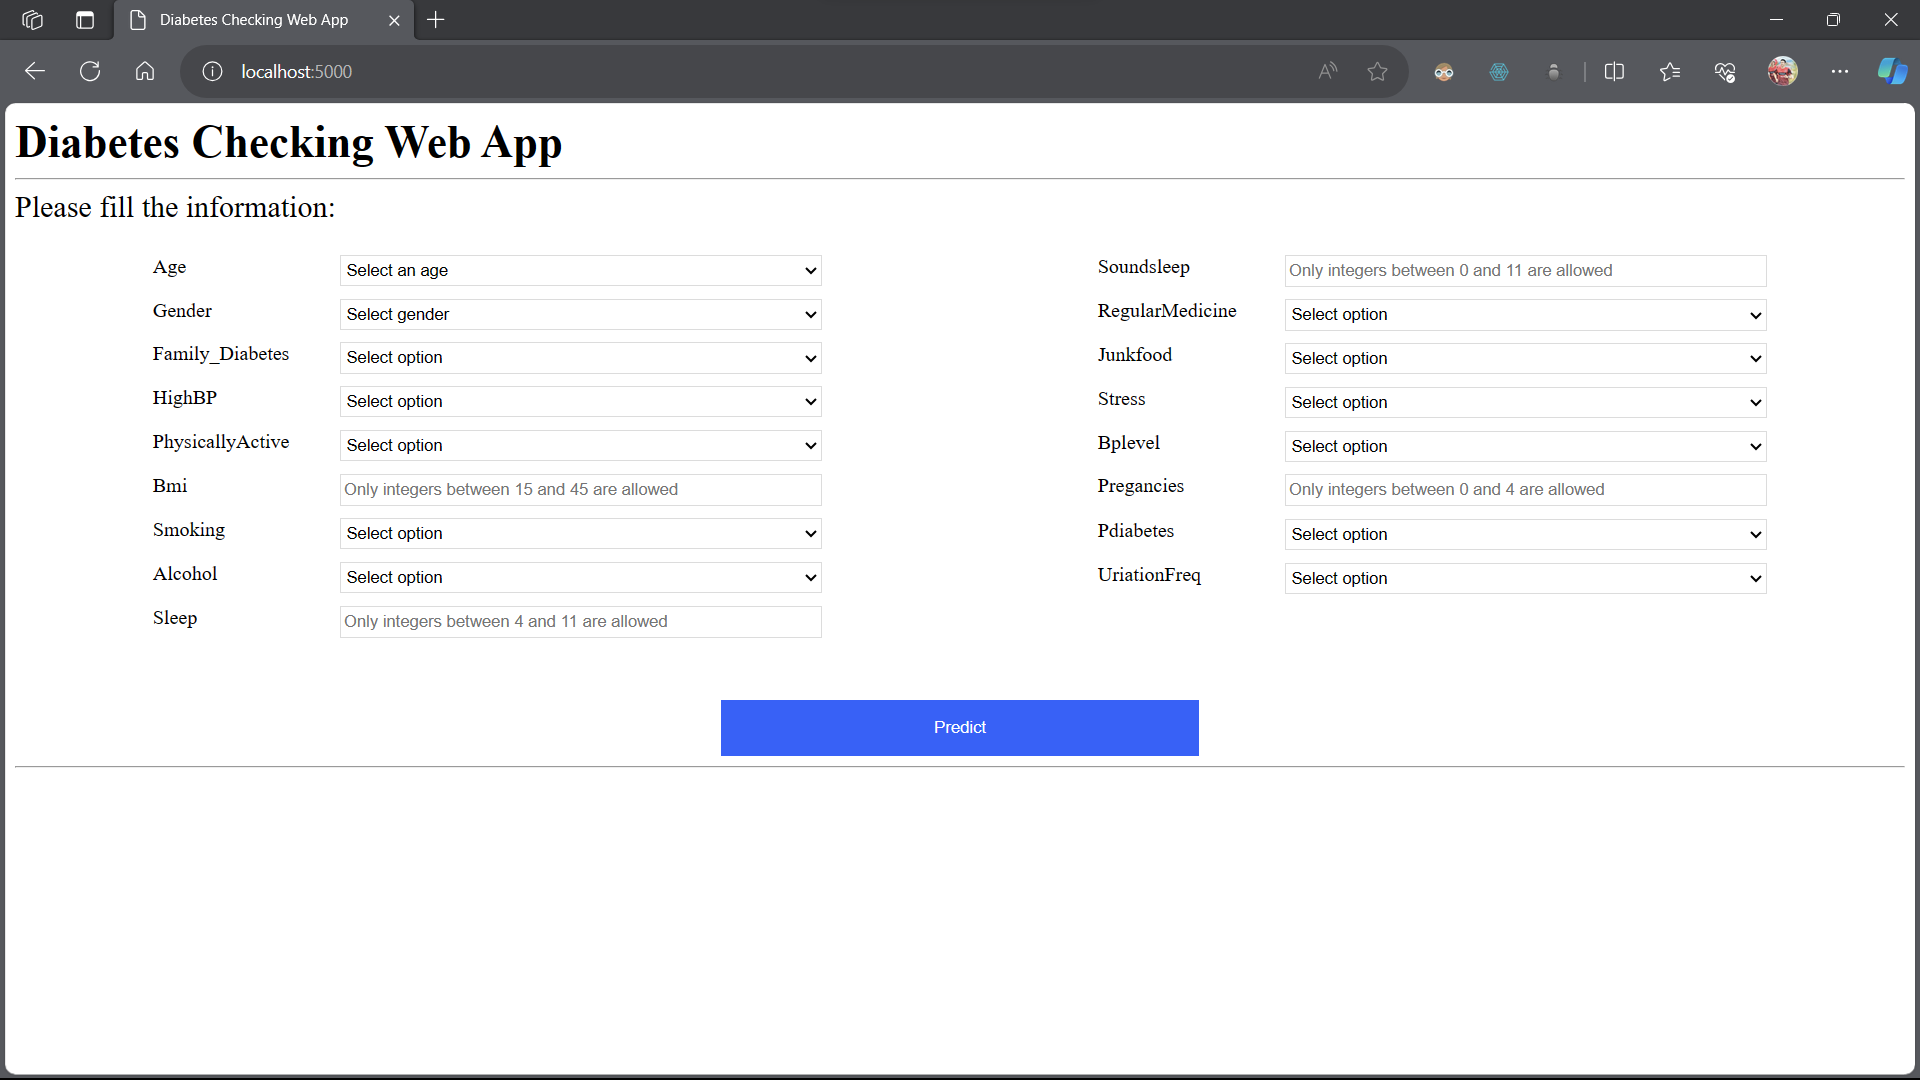 Diabetes Checking Web App
localhost:5000
Diabetes Checking Web App
Please fill the information:
Age
Select an age
Gender
Select gender
Family_Diabetes
Select option
HighBP
Select option
PhysicallyActive
Select option
Bmi
Only integers between 15 and 45 are allowed
Smoking
Select option
Alcohol
Select option
Sleep
Only integers between 4 and 11 are allowed
Soundsleep
Only integers between 0 and 11 are allowed
RegularMedicine
Select option
Junkfood
Select option
Stress
Select option
Bplevel
Select option
Pregancies
Only integers between 0 and 4 are allowed
Pdiabetes
Select option
UriationFreq
Select option
Predict